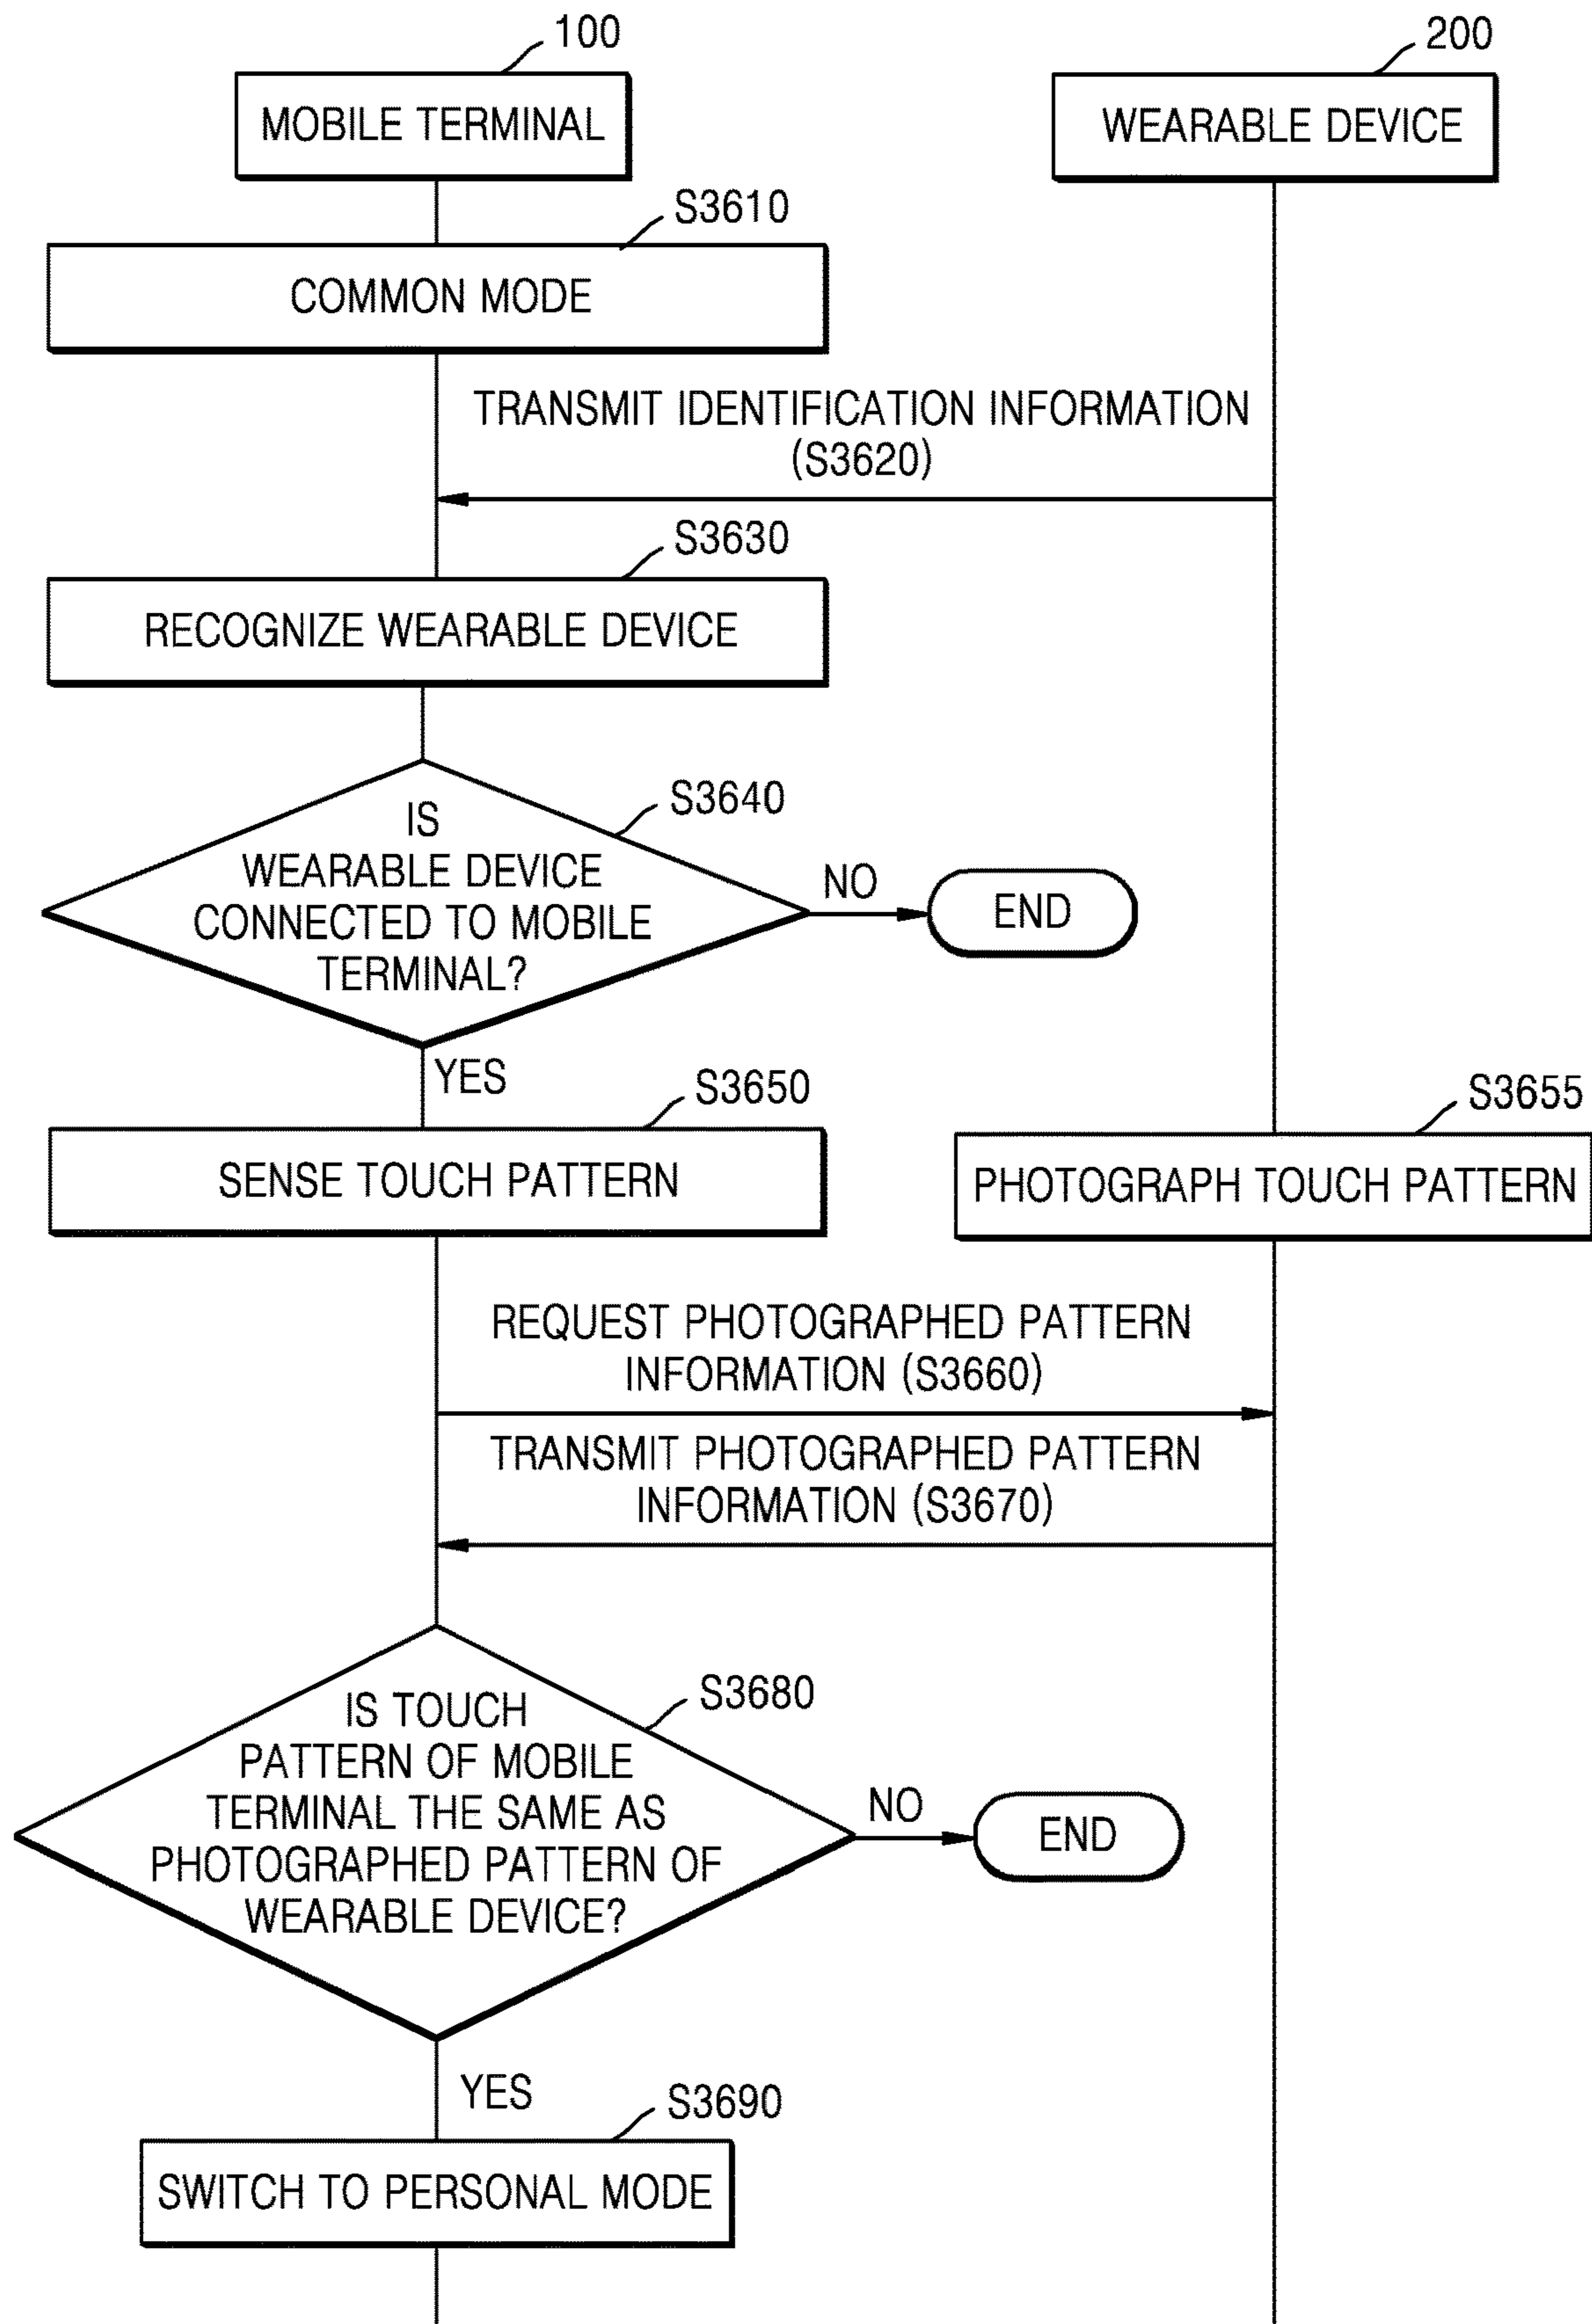 100
200
MOBILE TERMINAL
WEARABLE DEVICE
S3610
COMMON MODE
TRANSMIT IDENTIFICATION INFORMATION
(S3620)
S3630
RECOGNIZE WEARABLE DEVICE
S3640
IS
WEARABLE DEVICE
CONNECTED TO MOBILE
TERMINAL?
NO
END
YES
S3650
S3655
SENSE TOUCH PATTERN
PHOTOGRAPH TOUCH PATTERN
REQUEST PHOTOGRAPHED PATTERN
INFORMATION (S3660)
TRANSMIT PHOTOGRAPHED PATTERN
INFORMATION (S3670)
S3680
IS TOUCH
PATTERN OF MOBILE
TERMINAL THE SAME AS
PHOTOGRAPHED PATTERN OF
WEARABLE DEVICE?
NO
END
YES
S3690
SWITCH TO PERSONAL MODE